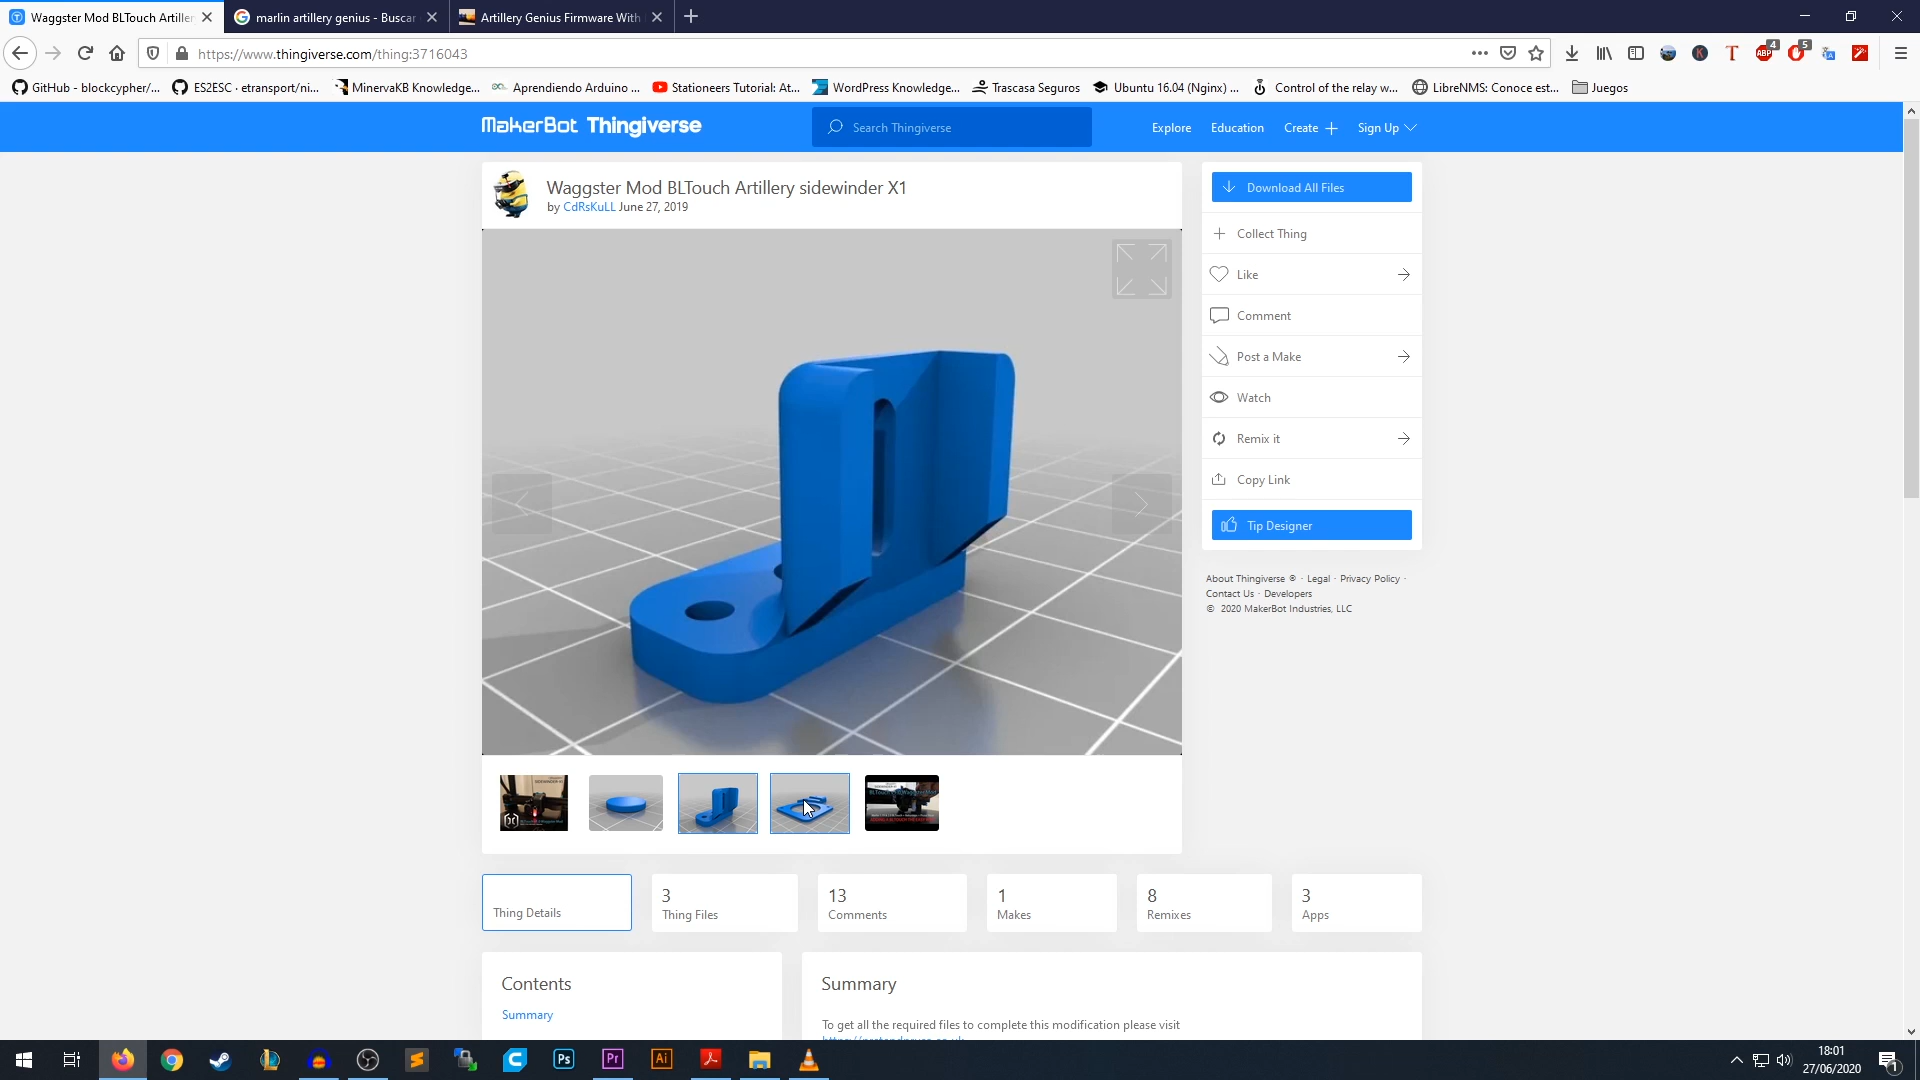 Waggster Mod BLTouch Artiller
marlin artillery genius - Buscar
Artillery Genius Firmware With
https://www.thingiverse.com/thing:3716043
4
5
GitHub - blockcypher/...
ES2ESC · etransport/ni...
MinervaKB Knowledge...
Aprendiendo Arduino ...
Stationeers Tutorial: At...
WordPress Knowledge...
Trascasa Seguros
Ubuntu 16.04 (Nginx) ...
Control of the relay w...
LibreNMS: Conoce est...
Juegos
MakerBot Thingiverse
Search Thingiverse
Explore
Education
Create
Sign Up
Waggster Mod BLTouch Artillery sidewinder X1
by CdRsKuLL June 27, 2019
Download All Files
Collect Thing
Like
Comment
Post a Make
Watch
Remix it
Copy Link
Tip Designer
About Thingiverse ® · Legal · Privacy Policy ·
Contact Us · Developers
© 2020 MakerBot Industries, LLC
Thing Details
3
Thing Files
13
Comments
1
Makes
8
Remixes
3
Apps
Contents
Summary
Summary
To get all the required files to complete this modification please visit
18:01
27/06/2020
1